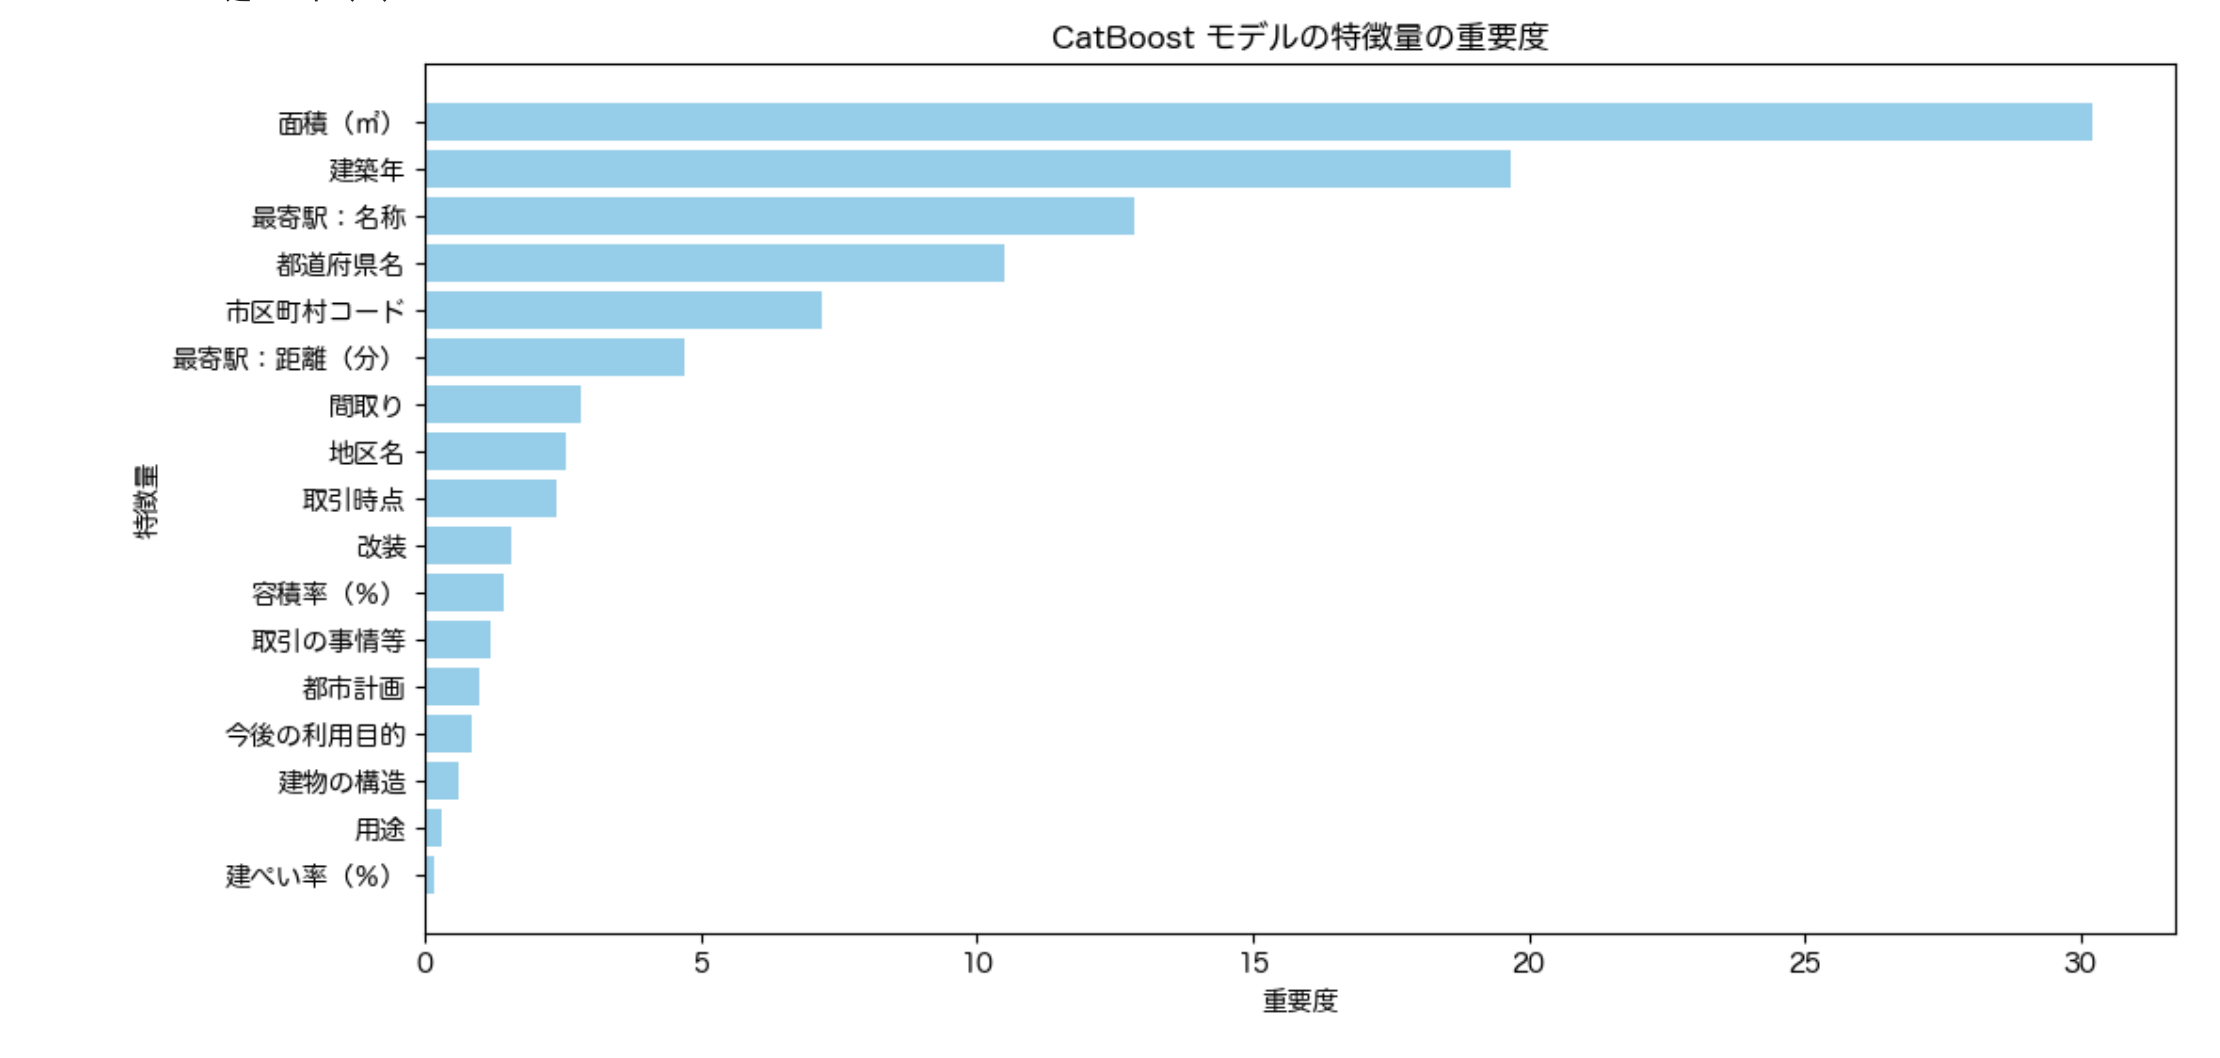 CatBoost モデルの特徴量の重要度
面積（㎡）
建築年
最寄駅：名称
都道府県名
市区町村コード
最寄駅：距離（分）
間取り
地区名
取引時点
改装
容積率（%）
取引の事情等
都市計画
今後の利用目的
建物の構造
用途
建ぺい率（%）
特徴量
0 5 10 15 20 25 30
重要度